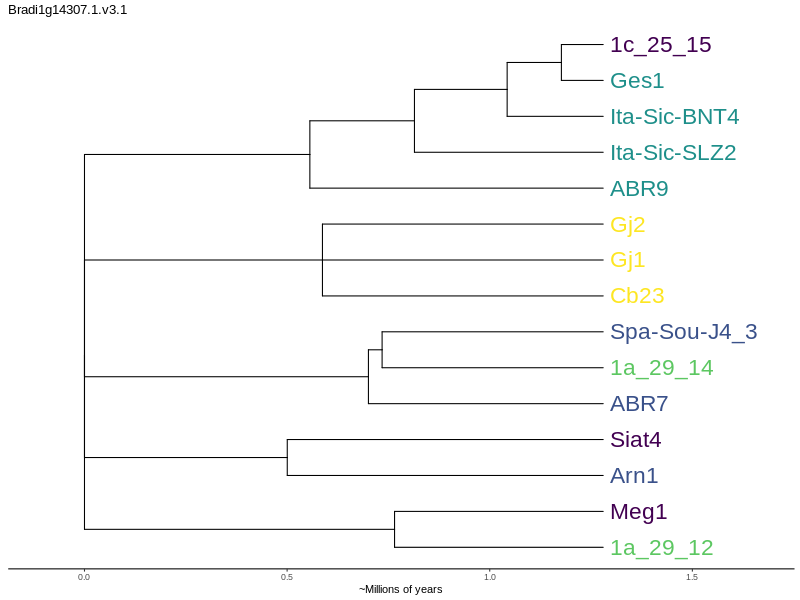 Bradi1g14307.1.v3.1
1c_25_15
Ges1
Ita-Sic-BNT4
Ita-Sic-SLZ2
ABR9
Gj2
Gj1
Cb23
Spa-Sou-J4_3
1a_29_14
ABR7
Siat4
Arn1
Meg1
1a_29_12
0.0 0.5 1.0 1.5
~Millions of years